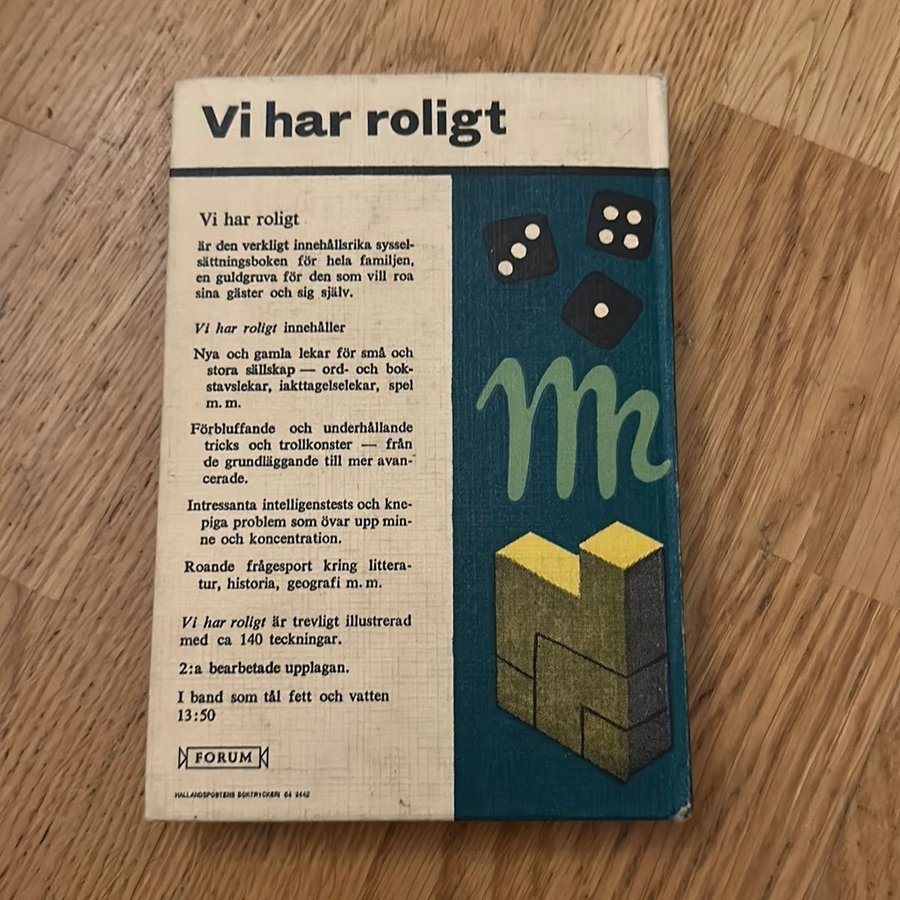 Vi har roligt
Vi har roligt
är den verkligt innehållsrika syssel-
sättningsboken för hela familjen,
en guldgruva för den som vill roa
sina gäster och sig själv.
Vi har roligt innehåller
Nya och gamla lekar för små och
stora sällskap — ord- och bok-
stavslekar, iakttagelselekar, spel
m. m.
Förbluffande och underhållande
tricks och trollkonster — från
de grundläggande till mer avan-
cerade.
Intressanta intelligenstests och kne-
piga problem som övar upp min-
ne och koncentration.
Roande frågesport kring littera-
tur, historia, geografi m. m.
Vi har roligt är trevligt illustrerad
med ca 140 teckningar.
2:a bearbetade upplagan.
I band som tål fett och vatten
13:50
FORUM
HALLANDSPOSTENS BOKTRYCKERI 64 9442
m